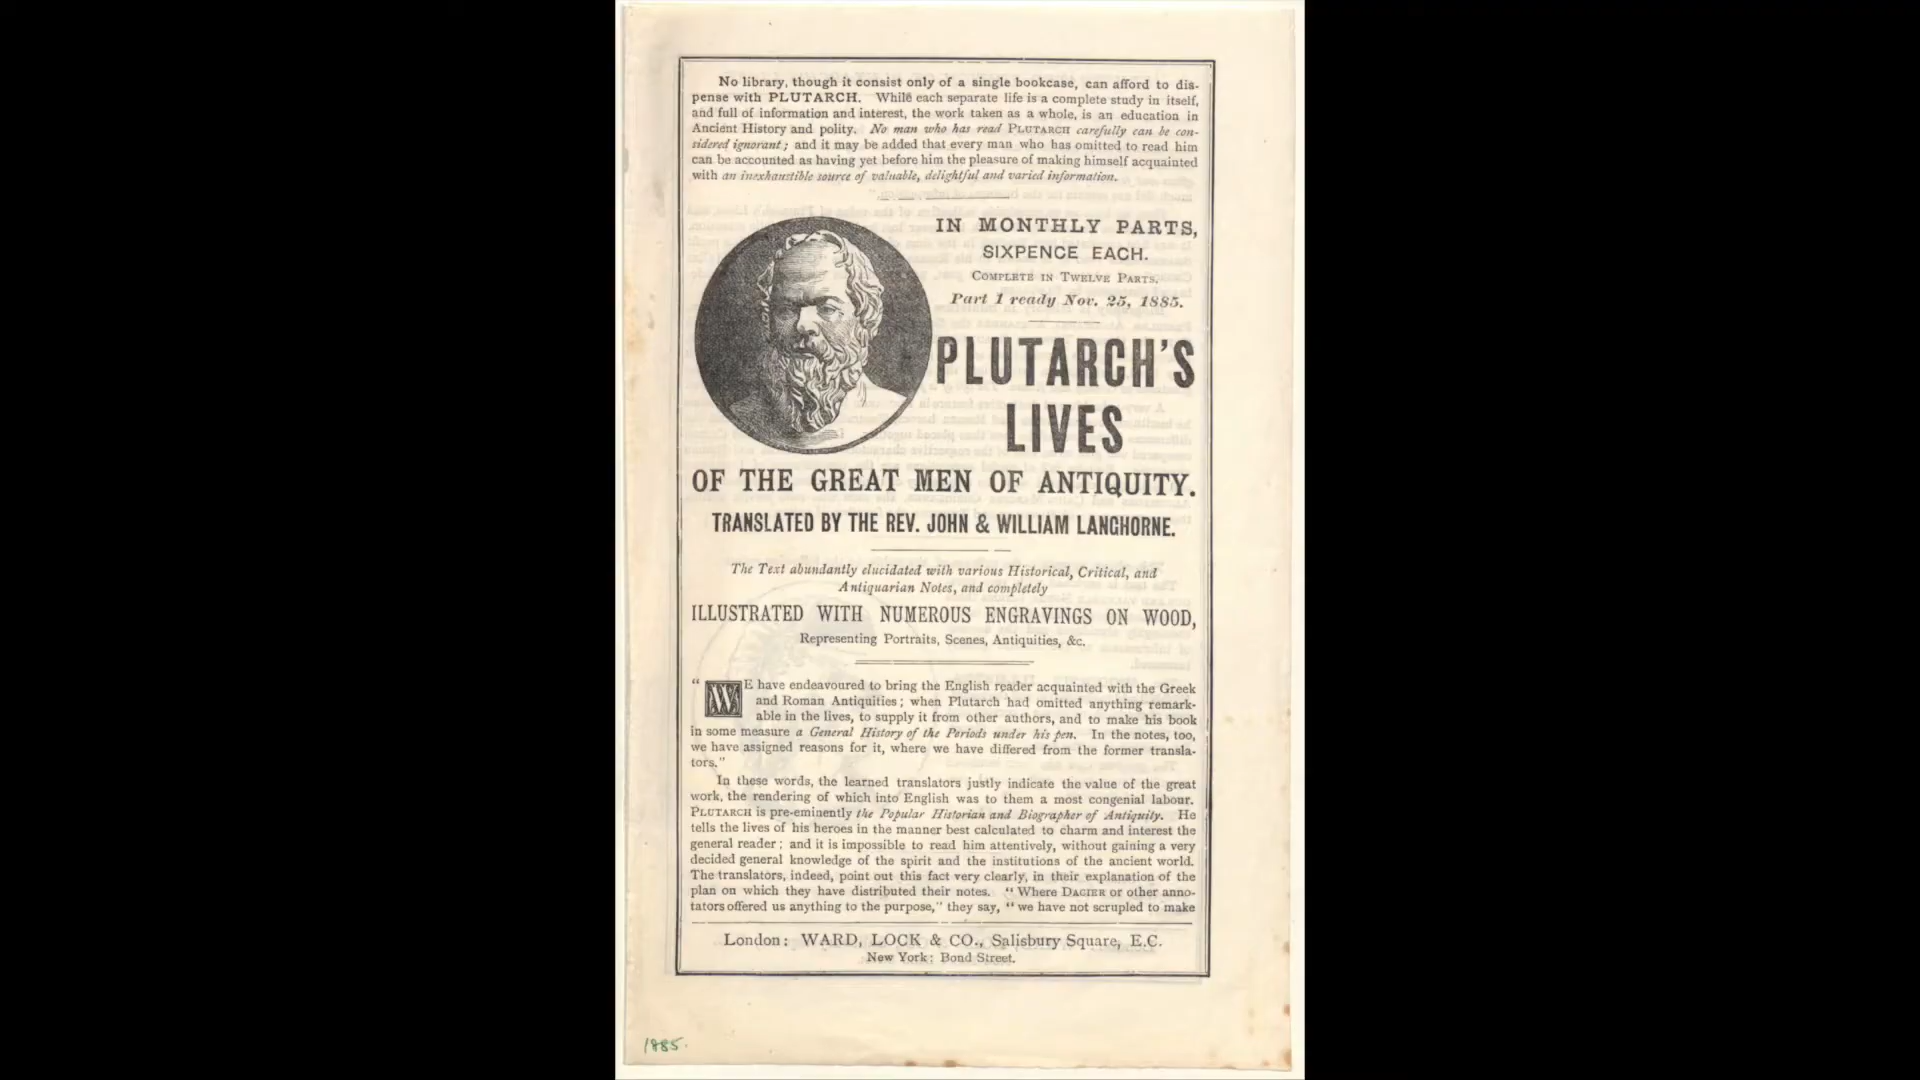 No library, though it consist only of a single bookcase, can afford to dis-
pense with PLUTARCH. While each separate life is a complete study in itself,
and full of information and interest, the work taken as a whole, is an education in
Ancient History and polity. No man who has read PLUTARCH carefully can be con-
sidered ignorant; and it may be added that every man who has omitted to read him
can be accounted as having yet before him the pleasure of making himself acquainted
with an inexhaustible source of valuable, delightful and varied information.
IN MONTHLY PARTS,
SIXPENCE EACH.
COMPLETE IN TWELVE PARTS.
Part 1 ready Nov. 25, 1885.
PLUTARCH'S
LIVES
OF THE GREAT MEN OF ANTIQUITY.
TRANSLATED BY THE REV. JOHN & WILLIAM LANGHORNE.
The Text abundantly elucidated with various Historical, Critical, and
Antiquarian Notes, and completely
ILLUSTRATED WITH NUMEROUS ENGRAVINGS ON WOOD,
Representing Portraits, Scenes, Antiquities, &c.
"WE have endeavoured to bring the English reader acquainted with the Greek
and Roman Antiquities; when Plutarch had omitted anything remark-
able in the lives, to supply it from other authors, and to make his book
in some measure a General History of the Periods under his pen. In the notes, too,
we have assigned reasons for it, where we have differed from the former transla-
tors."
In these words, the learned translators justly indicate the value of the great
work, the rendering of which into English was to them a most congenial labour.
PLUTARCH is pre-eminently the Popular Historian and Biographer of Antiquity. He
tells the lives of his heroes in the manner best calculated to charm and interest the
general reader; and it is impossible to read him attentively, without gaining a very
decided general knowledge of the spirit and the institutions of the ancient world.
The translators, indeed, point out this fact very clearly, in their explanation of the
plan on which they have distributed their notes. "Where DACIER or other anno-
tators offered us anything to the purpose," they say, "we have not scrupled to make
London: WARD, LOCK & CO., Salisbury Square, E.C.
New York: Bond Street.
1885.